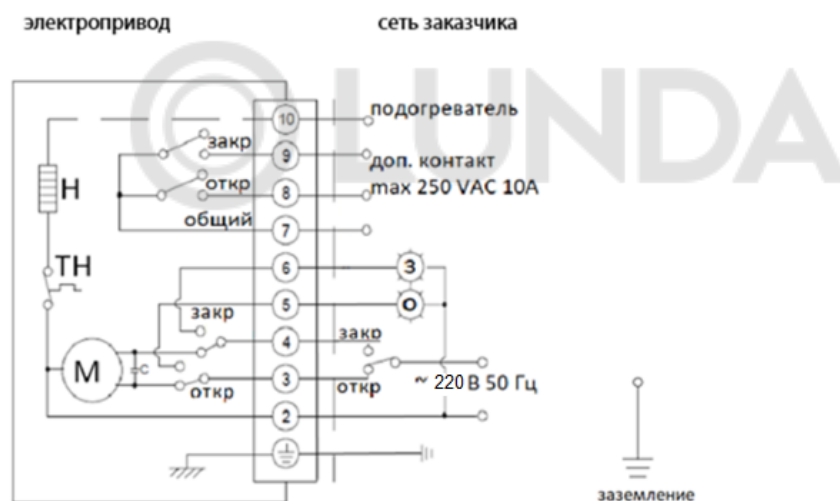 электропривод
сеть заказчика
LUNDA
10
подогреватель
закр
9
доп. контакт
H
откр
8
max 250 VAC 10A
общий
7
TH
6
З
5
О
закр
4
закр
M
C
откр
3
откр
~ 220 В 50 Гц
2
заземление